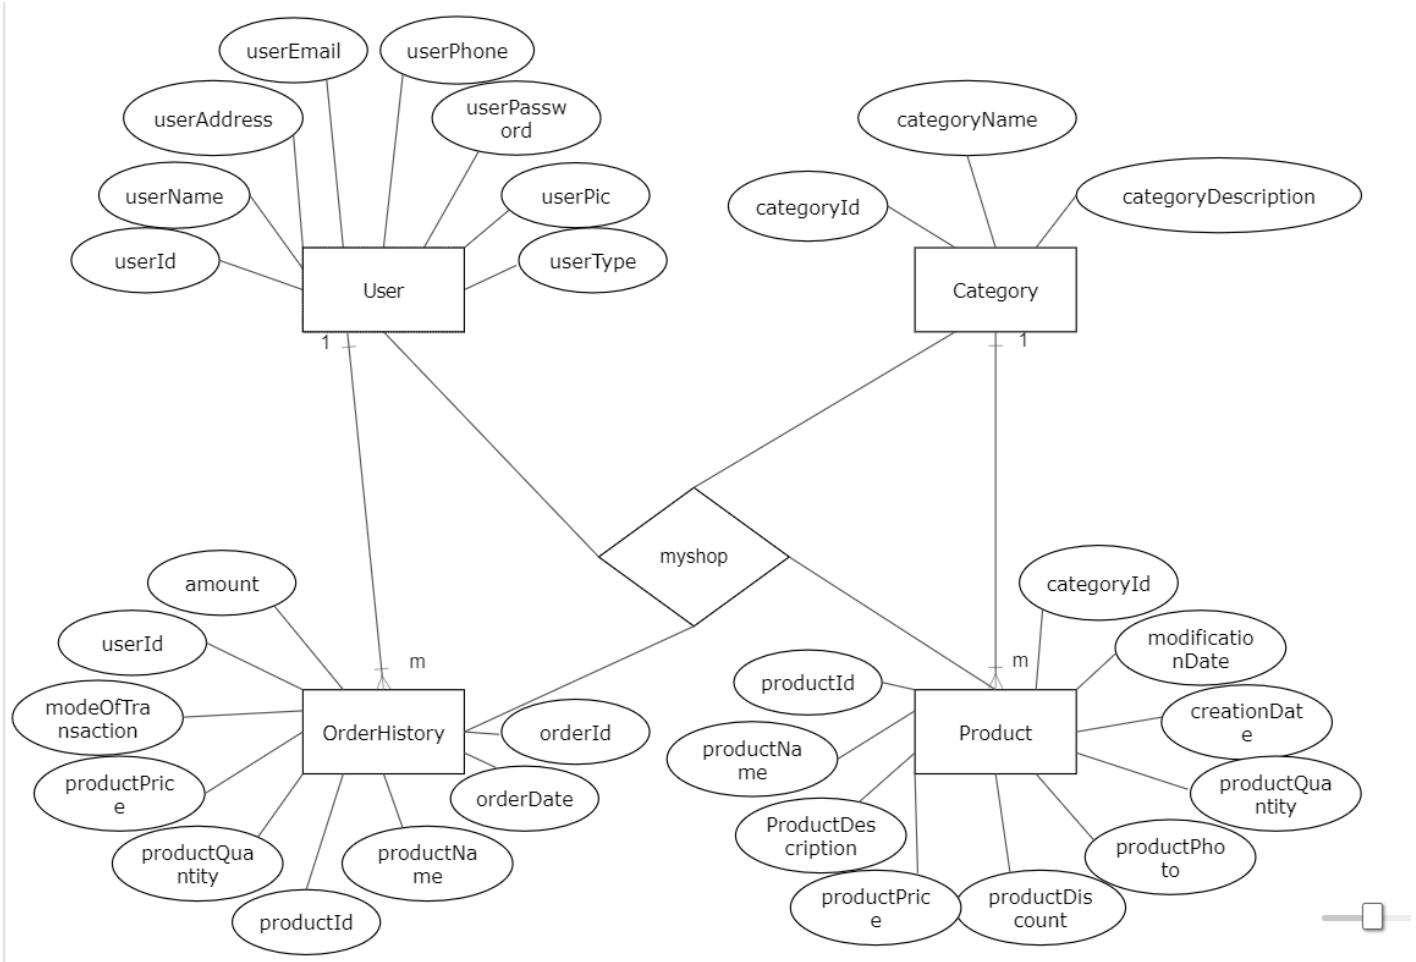 userEmail
userPhone
userAddress
userPassw
ord
categoryName
userName
userPic
categoryId
categoryDescription
userId
userType
User
Category
1
1
myshop
amount
categoryId
userId
modificatio
nDate
m
m
productId
modeOfTra
nsaction
creationDat
e
OrderHistory
orderId
productNa
me
Product
productPric
e
orderDate
productQua
ntity
ProductDes
cription
productQua
ntity
productNa
me
productPho
to
productId
productPric
e
productDis
count